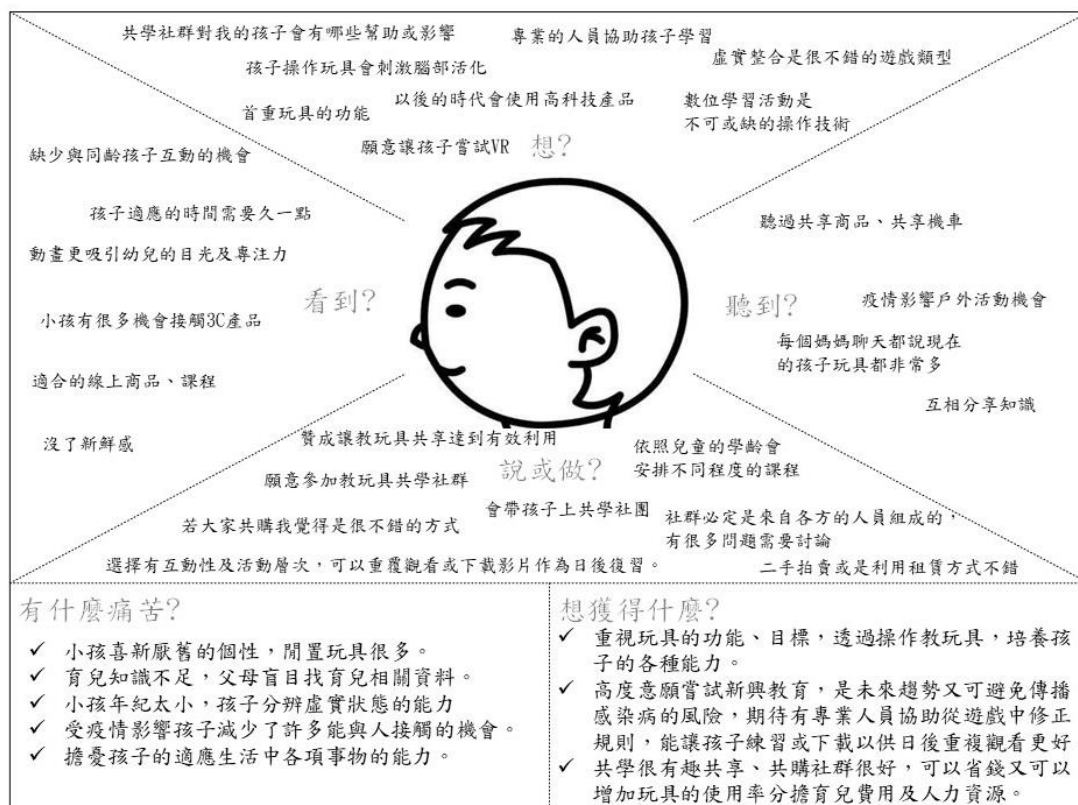 共學社群對我的孩子會有哪些幫助或影響
專業的人員協助孩子學習
虛實整合是很不錯的遊戲類型
孩子操作玩具會刺激腦部活化
首重玩具的功能
以後的時代會使用高科技產品
數位學習活動是
不可或缺的操作技術
願意讓孩子嘗試VR
想?
缺少與同齡孩子互動的機會
孩子適應的時間需要久一點
動畫更吸引幼兒的目光及專注力
看到?
小孩有很多機會接觸3C產品
適合的線上商品、課程
沒了新鮮感
聽過共享商品、共享機車
聽到?
疫情影響戶外活動機會
每個媽媽聊天都說現在
的孩子玩具都非常多
互相分享知識
贊成讓教玩具共享達到有效利用
說或做?
依照兒童的學齡會
安排不同程度的課程
願意參加教玩具共學社群
會帶孩子上共學社團
若大家共購我覺得是很不錯的方式
社群必定是來自各方的人員組成的,
有很多問題需要討論
選擇有互動性及活動層次,可以重覆觀看或下載影片作為日後復習。
二手拍賣或是利用租賃方式不錯
有什麼痛苦?
✓ 小孩喜新厭舊的個性,閒置玩具很多。
✓ 育兒知識不足,父母盲目找育兒相關資料。
✓ 小孩年紀太小,孩子分辨虛實狀態的能力
✓ 受疫情影響孩子減少了許多能與人接觸的機會。
✓ 擔憂孩子的適應生活中各項事物的能力。
想獲得什麼?
✓ 重視玩具的功能、目標,透過操作教玩具,培養孩
子的各種能力。
✓ 高度意願嘗試新興教育,是未來趨勢又可避免傳播
感染病的風險,期待有專業人員協助從遊戲中修正
規則,能讓孩子練習或下載以供日後重複觀看更好
✓ 共學很有趣共享、共購社群很好,可以省錢又可以
增加玩具的使用率分擔育兒費用及人力資源。